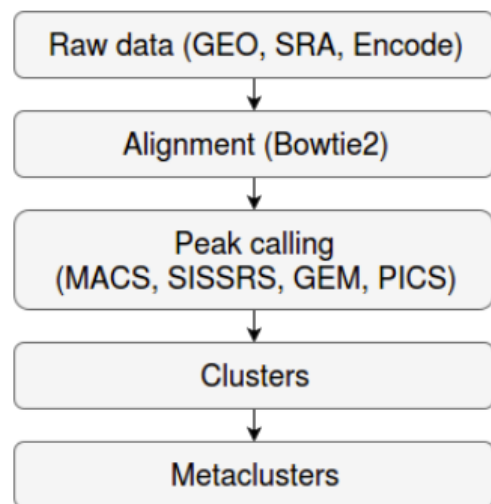 Raw data (GEO, SRA, Encode)
Alignment (Bowtie2)
Peak calling
(MACS, SISSRS, GEM, PICS)
Clusters
Metaclusters